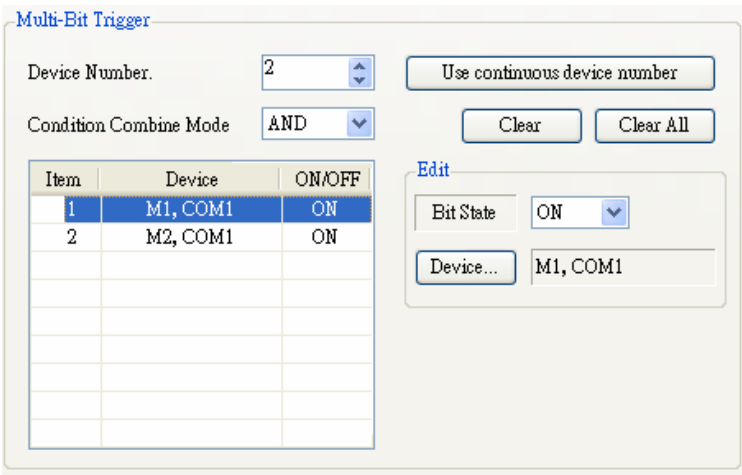 Multi-Bit Trigger
Device Number. 2 Use continuous device number
Condition Combine Mode AND Clear Clear All
Item Device ON/OFF
1 M1, COM1 ON
2 M2, COM1 ON
Edit
Bit State ON
Device... M1, COM1